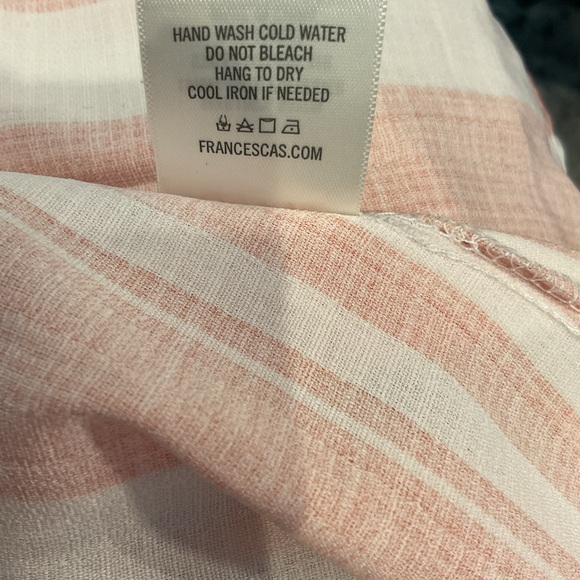 HAND WASH COLD WATER
DO NOT BLEACH
HANG TO DRY
COOL IRON IF NEEDED
FRANCESCAS.COM